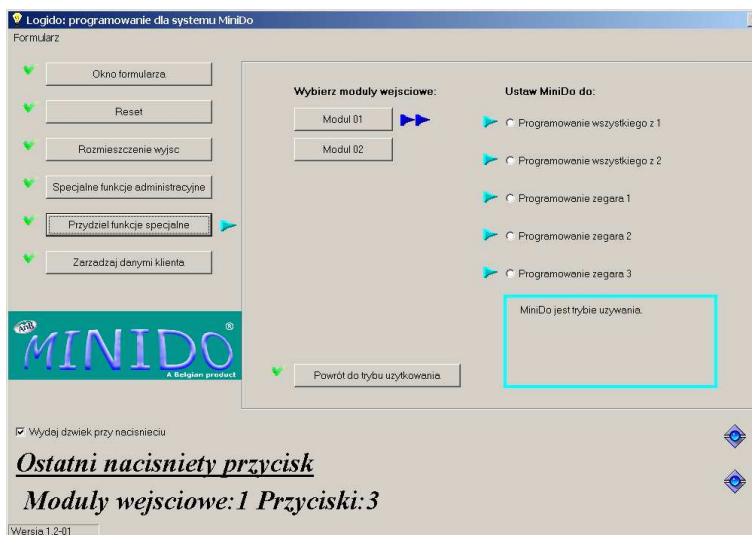 Logido: programowanie dla systemu MiniDo
Formularz
Okno formularza
Reset
Rozmieszczenie wyjsc
Specjalne funkcje administracyjne
Przydziel funkcje specjalne
Zarzadzaj danymi klienta
Wybierz moduly wejsciowe:
Modul 01
Modul 02
Ustaw MiniDo do:
Programowanie wszystkiego z 1
Programowanie wszystkiego z 2
Programowanie zegara 1
Programowanie zegara 2
Programowanie zegara 3
MiniDo jest trybie uzywania.
Powrót do trybu uzytkowania
AnB
MINIDO®
A Belgian product
Wydaj dzwiek przy nacisnieciu
Ostatni nacisniety przycisk
Moduly wejsciowe:1 Przyciski:3
Wersja 1.2-01